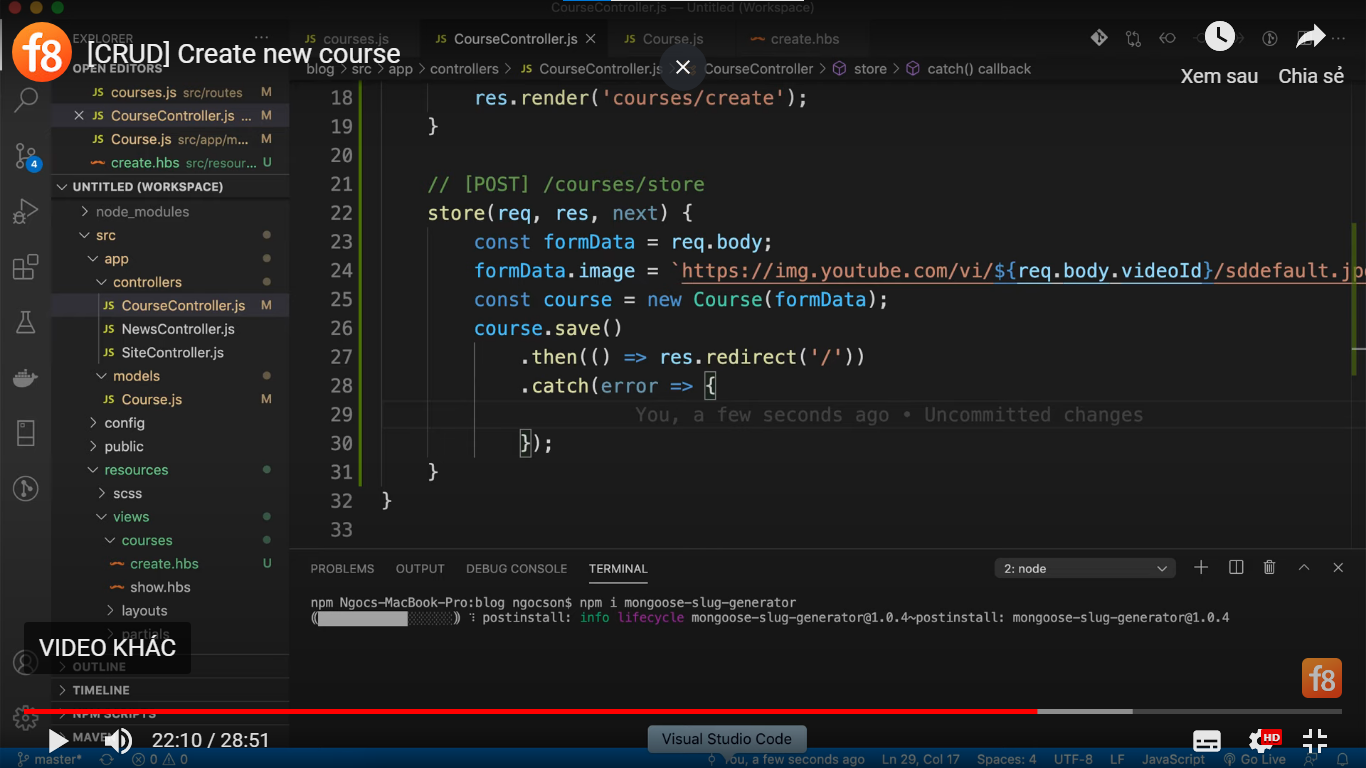 CourseController.js — Untitled (Workspace)
f8
[CRUD] Create new course
EXPLORER
OPEN EDITORS
courses.js src/routes M
CourseController.js ... M
Course.js src/app/m... M
create.hbs src/resour... U
UNTITLED (WORKSPACE)
node_modules
src
app
controllers
CourseController.js M
NewsController.js
SiteController.js
models
Course.js M
config
public
resources
scss
views
courses
create.hbs U
show.hbs
layouts
partials
OUTLINE
TIMELINE
NPM SCRIPTS
MAVEN
4
JS courses.js
JS CourseController.js
JS Course.js
create.hbs
Xem sau
Chia sẻ
blog > src > app > controllers > JS CourseController.js > CourseController > store > catch() callback
18 res.render('courses/create');
19 }
20
21 // [POST] /courses/store
22 store(req, res, next) {
23 const formData = req.body;
24 formData.image = `https://img.youtube.com/vi/${req.body.videoId}/sddefault.jp
25 const course = new Course(formData);
26 course.save()
27 .then(() => res.redirect('/'))
28 .catch(error => {
29 You, a few seconds ago • Uncommitted changes
30 });
31 }
32 }
33
PROBLEMS OUTPUT DEBUG CONSOLE TERMINAL
2: node
npm Ngocs-MacBook-Pro:blog ngocson$ npm i mongoose-slug-generator
postinstall: info lifecycle mongoose-slug-generator@1.0.4~postinstall: mongoose-slug-generator@1.0.4
VIDEO KHÁC
f8
22:10 / 28:51
HD
Visual Studio Code
master* 0 0
You, a few seconds ago Ln 29, Col 17 Spaces: 4 UTF-8 LF JavaScript Go Live